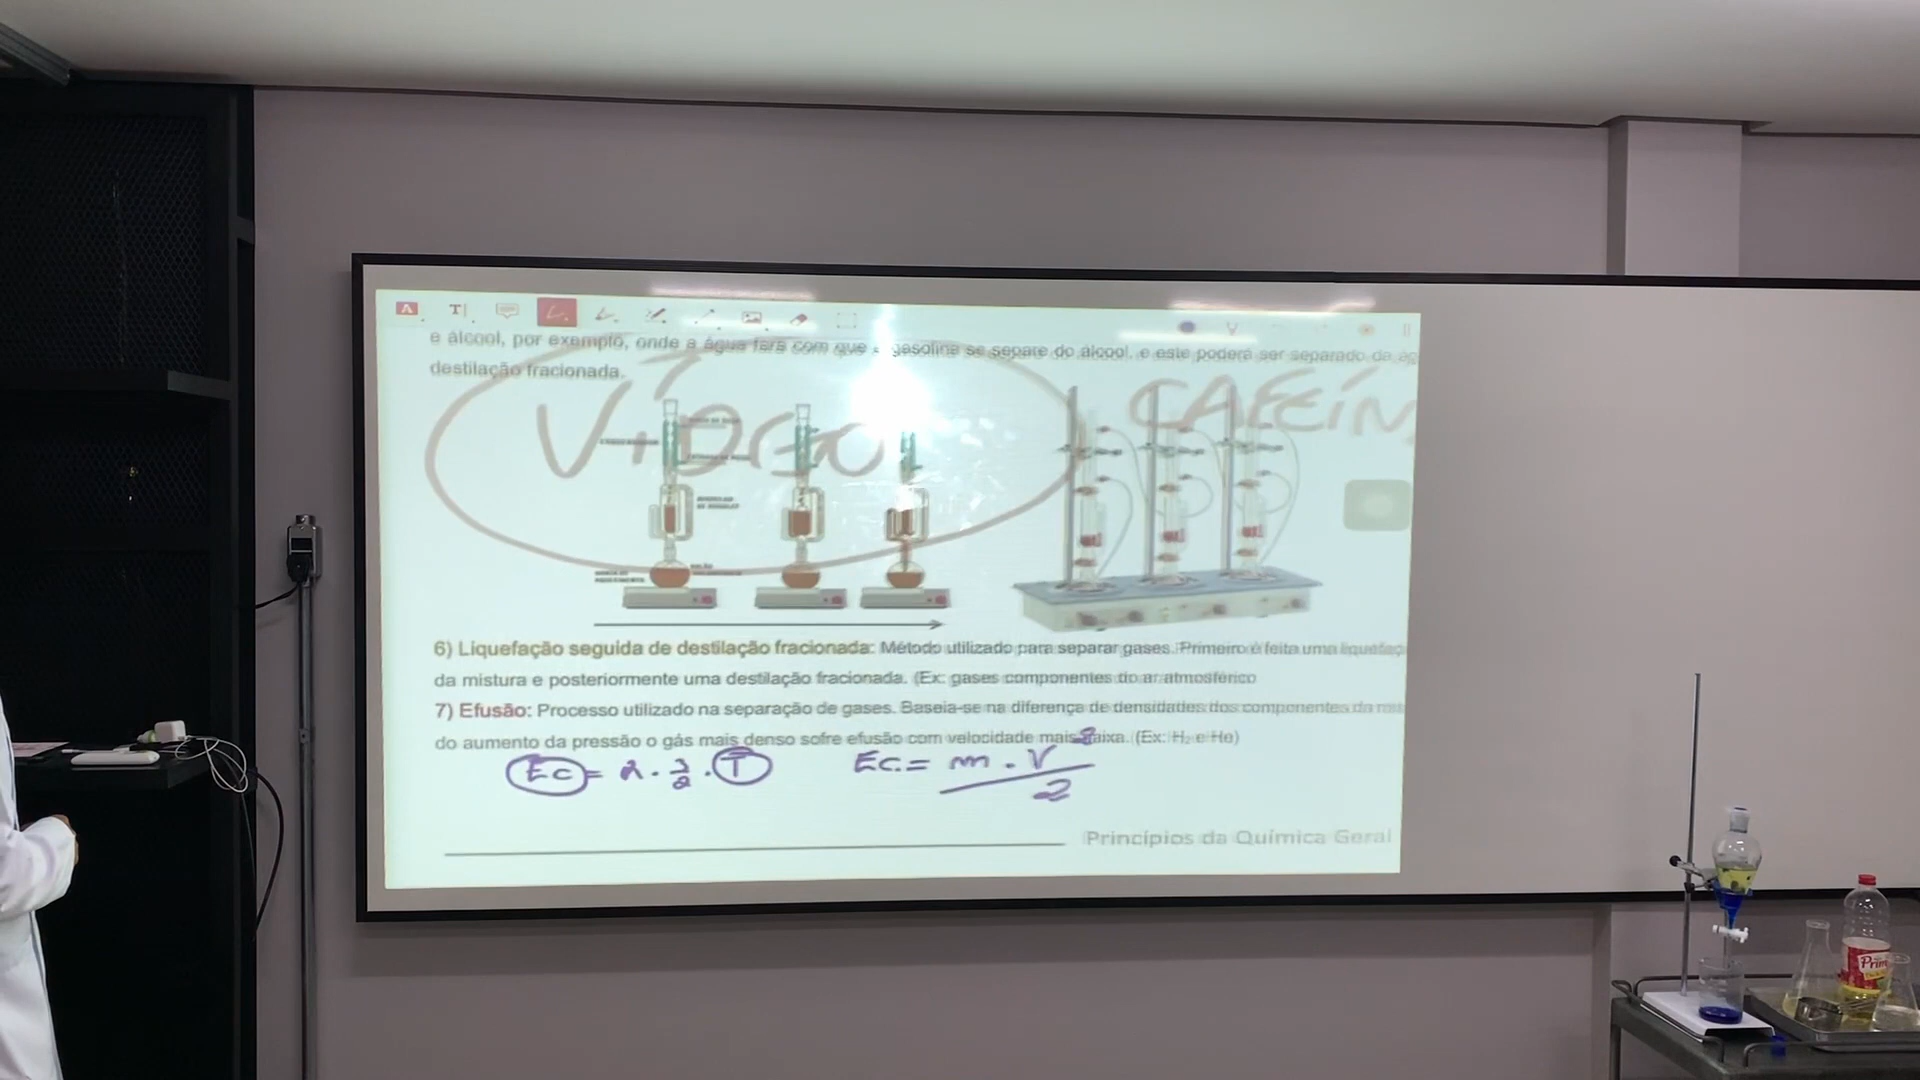 T|
e álcool, por exemplo, onde a água fará com que a gasolina se separe do álcool, e este poderá ser separado da ág
destilação fracionada.
VÍDEO
CAFEÍN
6) Liquefação seguida de destilação fracionada: Método utilizado para separar gases. Primeiro é feita uma liquefaç
da mistura e posteriormente uma destilação fracionada. (Ex: gases componentes do ar atmosférico
7) Efusão: Processo utilizado na separação de gases. Baseia-se na diferença de densidades dos componentes da mis
do aumento da pressão o gás mais denso sofre efusão com velocidade mais baixa. (Ex: H₂ e He)
Ec = n . 3/2 . T
Ec = m . V² / 2
Princípios da Química Geral
Prim